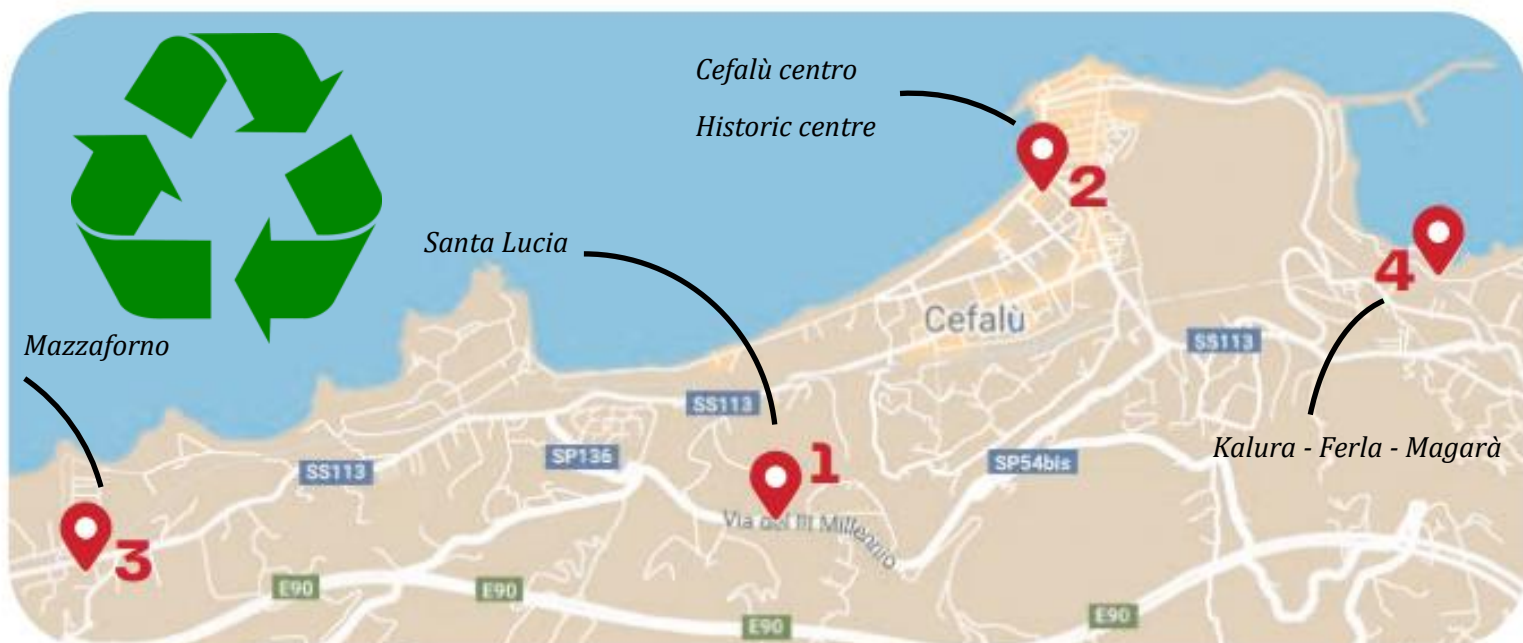 Cefalù centro
Historic centre
2
Santa Lucia
4
Cefalù
Mazzaforno
SS113
SS113
Kalura - Ferla - Magarà
1
SP136
SP54bis
SS113
Via del III Millennio
3
E90
E90
E90
E90